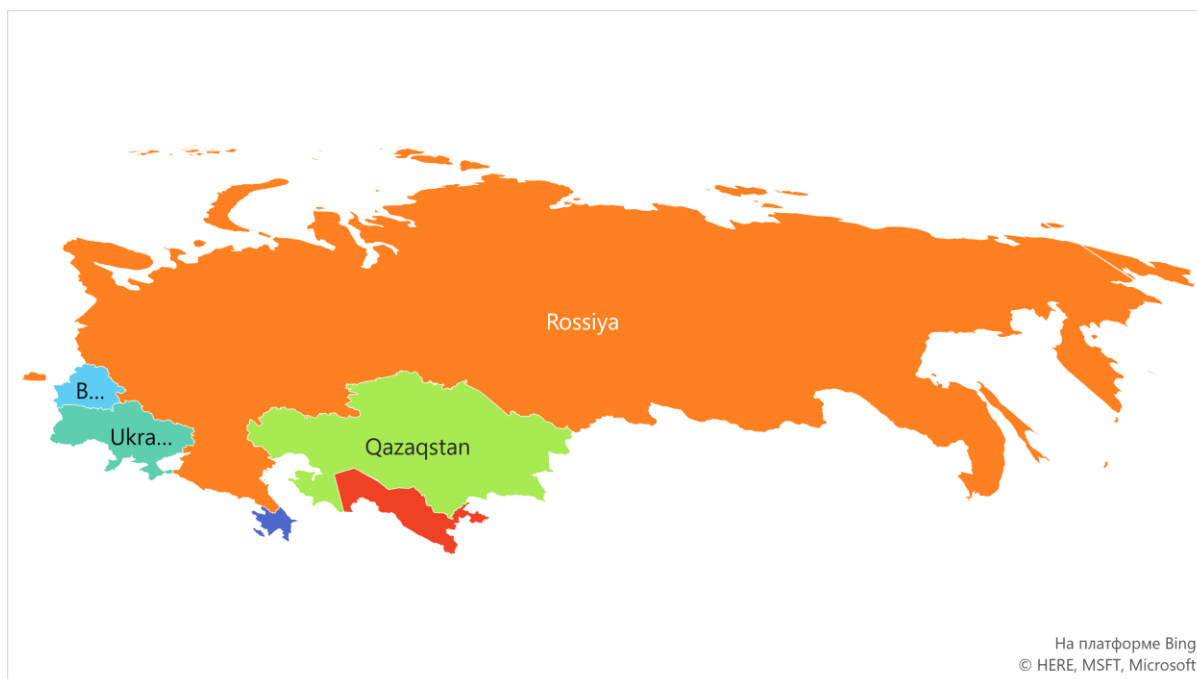 Rossiya
B...
Ukra...
Qazaqstan
На платформе Bing
© HERE, MSFT, Microsoft